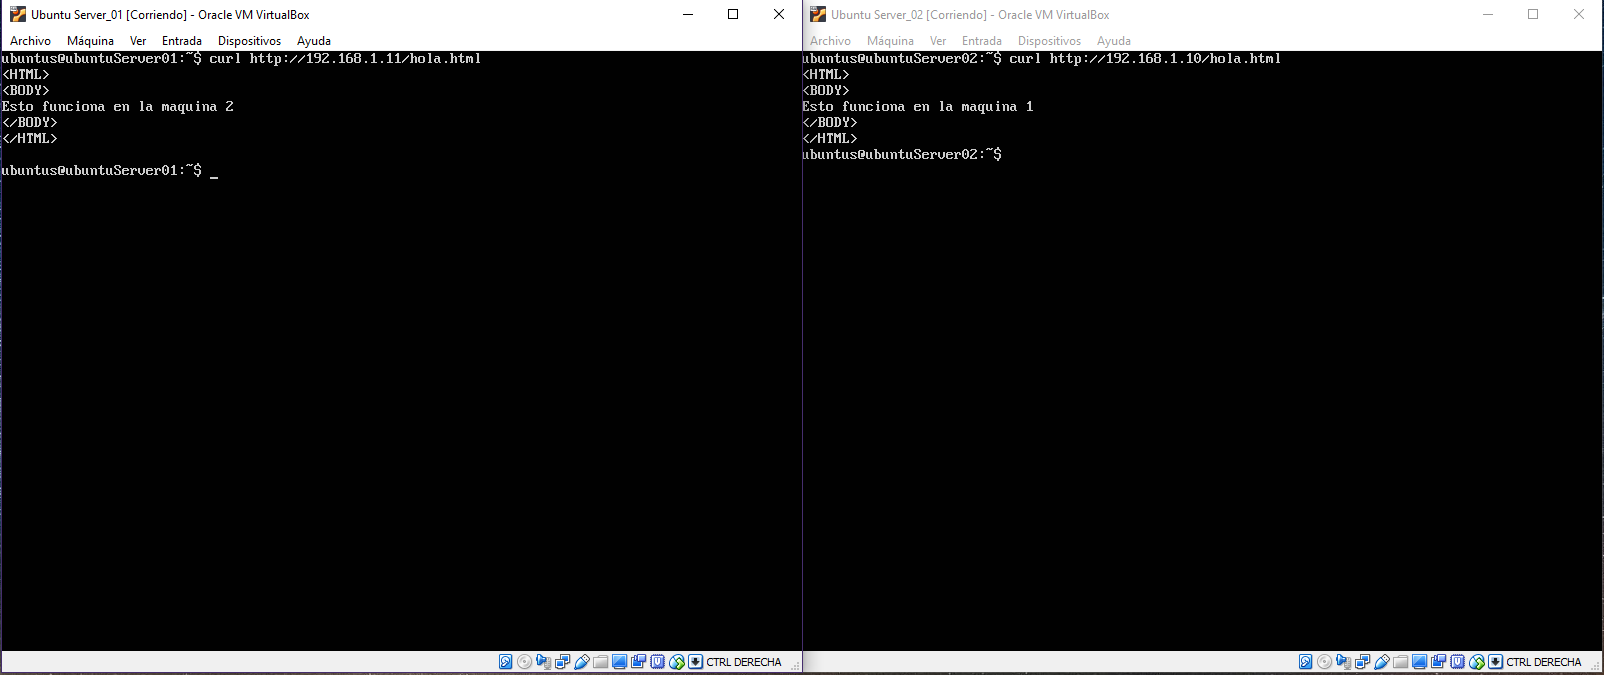 Ubuntu Server_01 [Corriendo] - Oracle VM VirtualBox
Archivo Máquina Ver Entrada Dispositivos Ayuda
ubuntus@ubuntuServer01:~$ curl http://192.168.1.11/hola.html
<HTML>
<BODY>
Esto funciona en la maquina 2
</BODY>
</HTML>
ubuntus@ubuntuServer01:~$ _
CTRL DERECHA
Ubuntu Server_02 [Corriendo] - Oracle VM VirtualBox
Archivo Máquina Ver Entrada Dispositivos Ayuda
ubuntus@ubuntuServer02:~$ curl http://192.168.1.10/hola.html
<HTML>
<BODY>
Esto funciona en la maquina 1
</BODY>
</HTML>
ubuntus@ubuntuServer02:~$
CTRL DERECHA